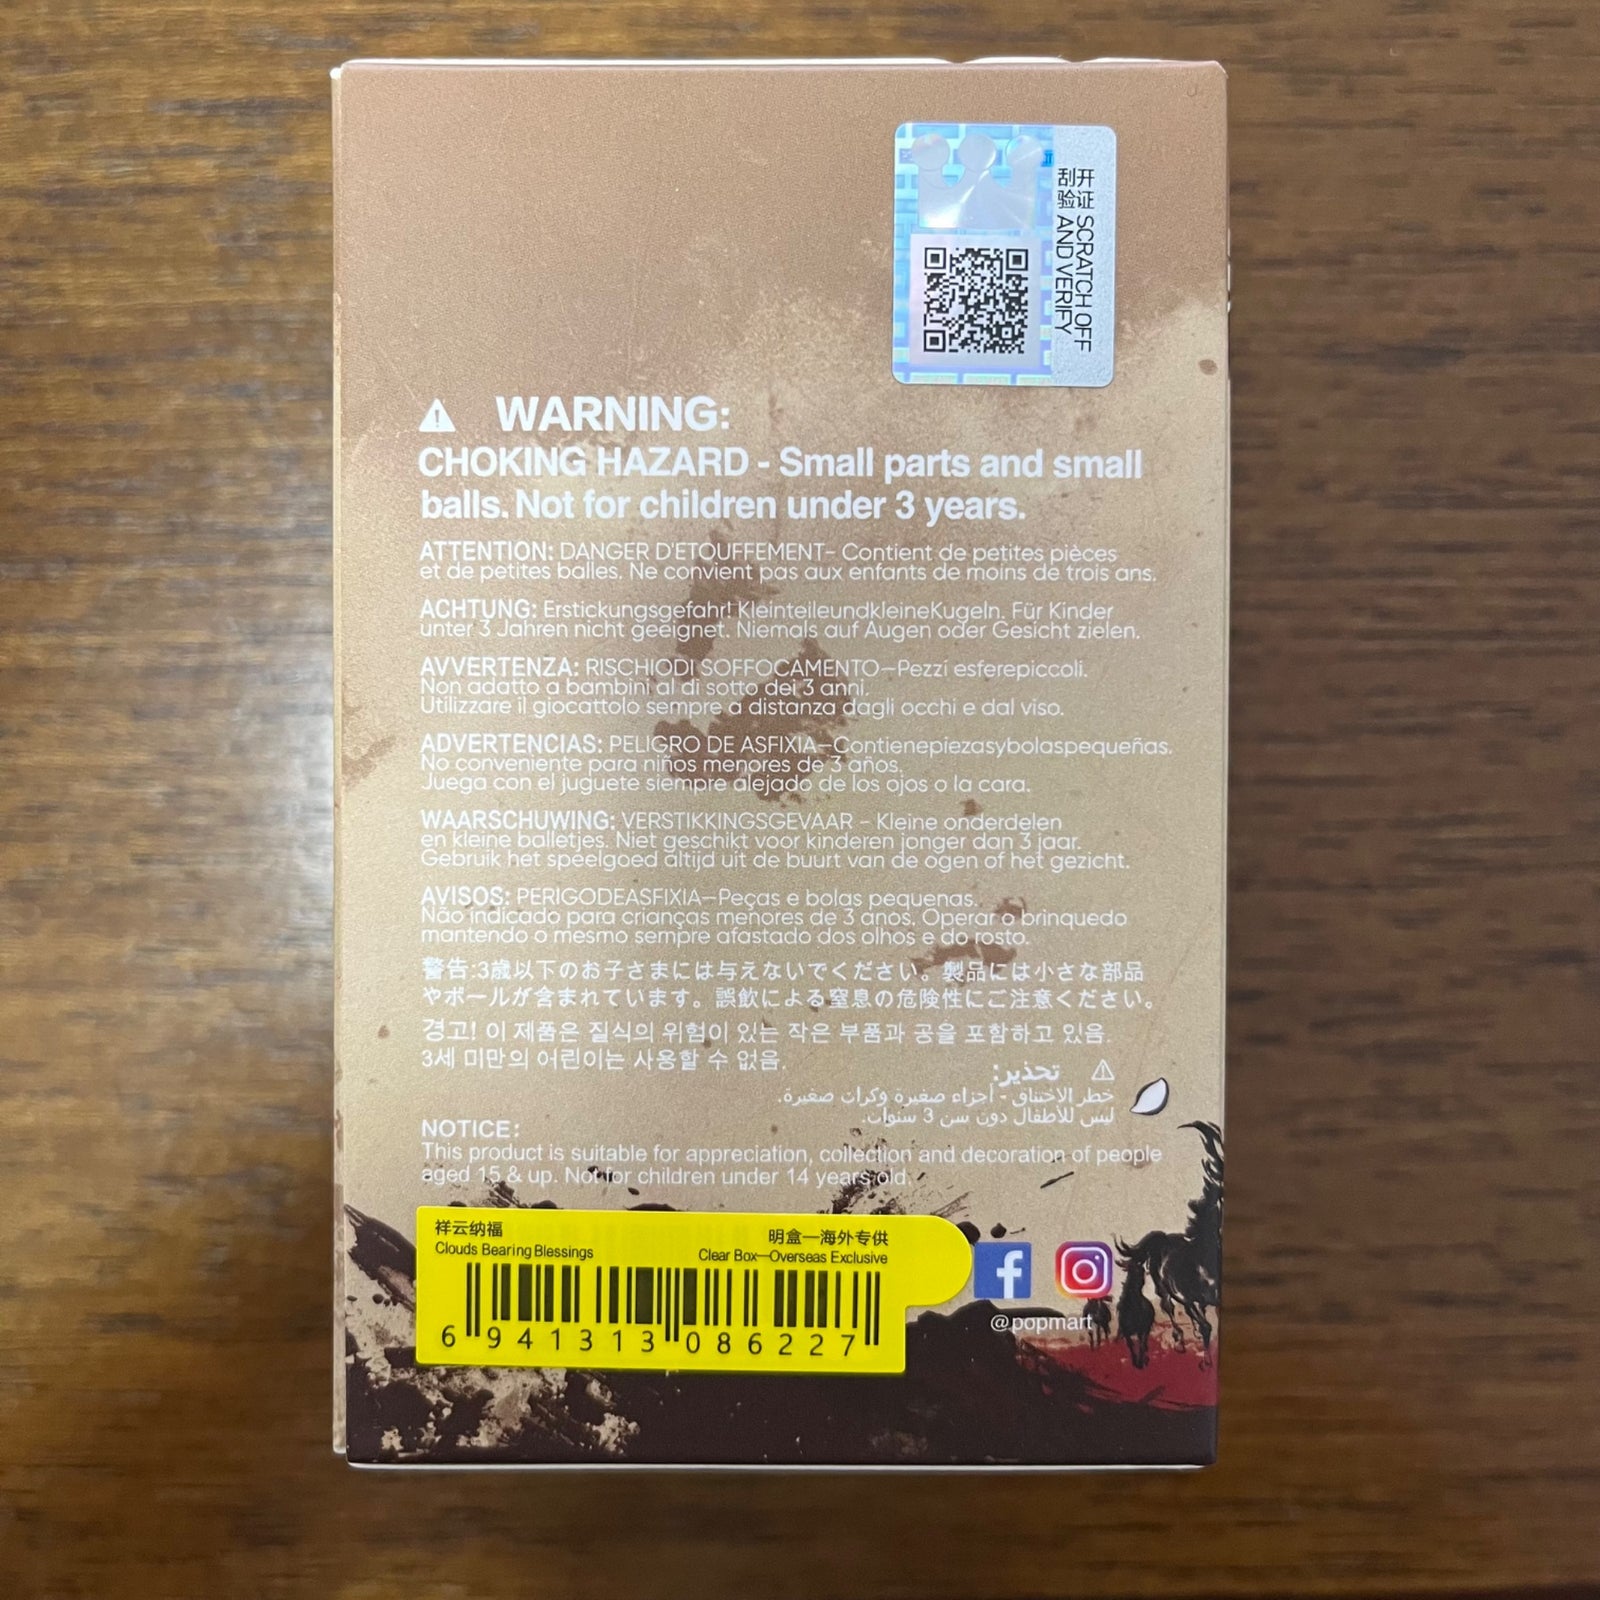 刮开
验证
SCRATCH OFF
AND VERIFY
WARNING:
CHOKING HAZARD - Small parts and small
balls. Not for children under 3 years.
ATTENTION: DANGER D'ETOUFFEMENT- Contient de petites pièces
et de petites balles. Ne convient pas aux enfants de moins de trois ans.
ACHTUNG: Erstickungsgefahr! KleinteileundkleineKugeln. Für Kinder
unter 3 Jahren nicht geeignet. Niemals auf Augen oder Gesicht zielen.
AVVERTENZA: RISCHIODI SOFFOCAMENTO—Pezzi esferepiccoli.
Non adatto a bambini al di sotto dei 3 anni.
Utilizzare il giocattolo sempre a distanza dagli occhi e dal viso.
ADVERTENCIAS: PELIGRO DE ASFIXIA—Contienepiezasybolaspequeñas.
No conveniente para niños menores de 3 años.
Juega con el juguete siempre alejado de los ojos o la cara.
WAARSCHUWING: VERSTIKKINGSGEVAAR - Kleine onderdelen
en kleine balletjes. Niet geschikt voor kinderen jonger dan 3 jaar.
Gebruik het speelgoed altijd uit de buurt van de ogen of het gezicht.
AVISOS: PERIGODEASFIXIA—Peças e bolas pequenas.
Não indicado para crianças menores de 3 anos. Operar o brinquedo
mantendo o mesmo sempre afastado dos olhos e do rosto.
警告:3歳以下のお子さまには与えないでください。製品には小さな部品
やボールが含まれています。誤飲による窒息の危険性にご注意ください。
경고! 이 제품은 질식의 위험이 있는 작은 부품과 공을 포함하고 있음.
3세 미만의 어린이는 사용할 수 없음.
تحذير:
خطر الاختناق - أجزاء صغيرة وكرات صغيرة.
ليس للأطفال دون سن 3 سنوات.
NOTICE:
This product is suitable for appreciation, collection and decoration of people
aged 15 & up. Not for children under 14 years old.
祥云纳福
Clouds Bearing Blessings
明盒—海外专供
Clear Box—Overseas Exclusive
6 941313 086227
@popmart